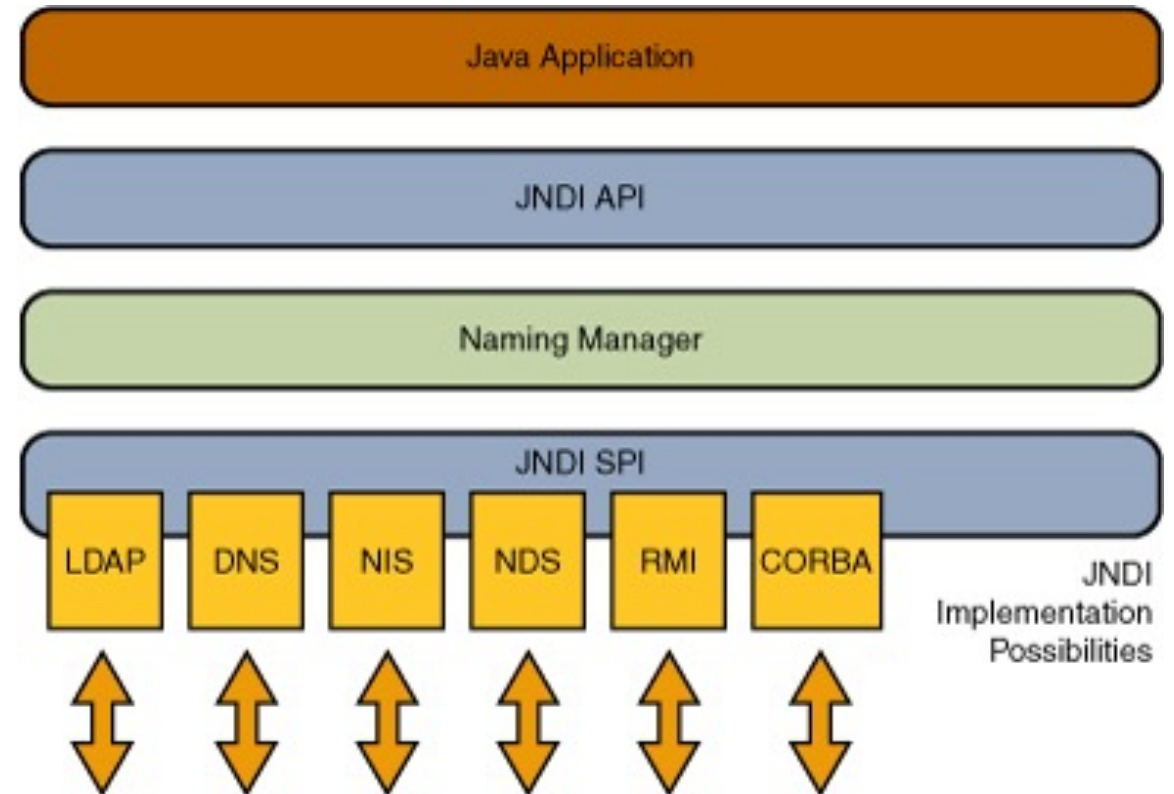 Java Application
JNDI API
Naming Manager
JNDI SPI
LDAP
DNS
NIS
NDS
RMI
CORBA
JNDI
Implementation
Possibilities